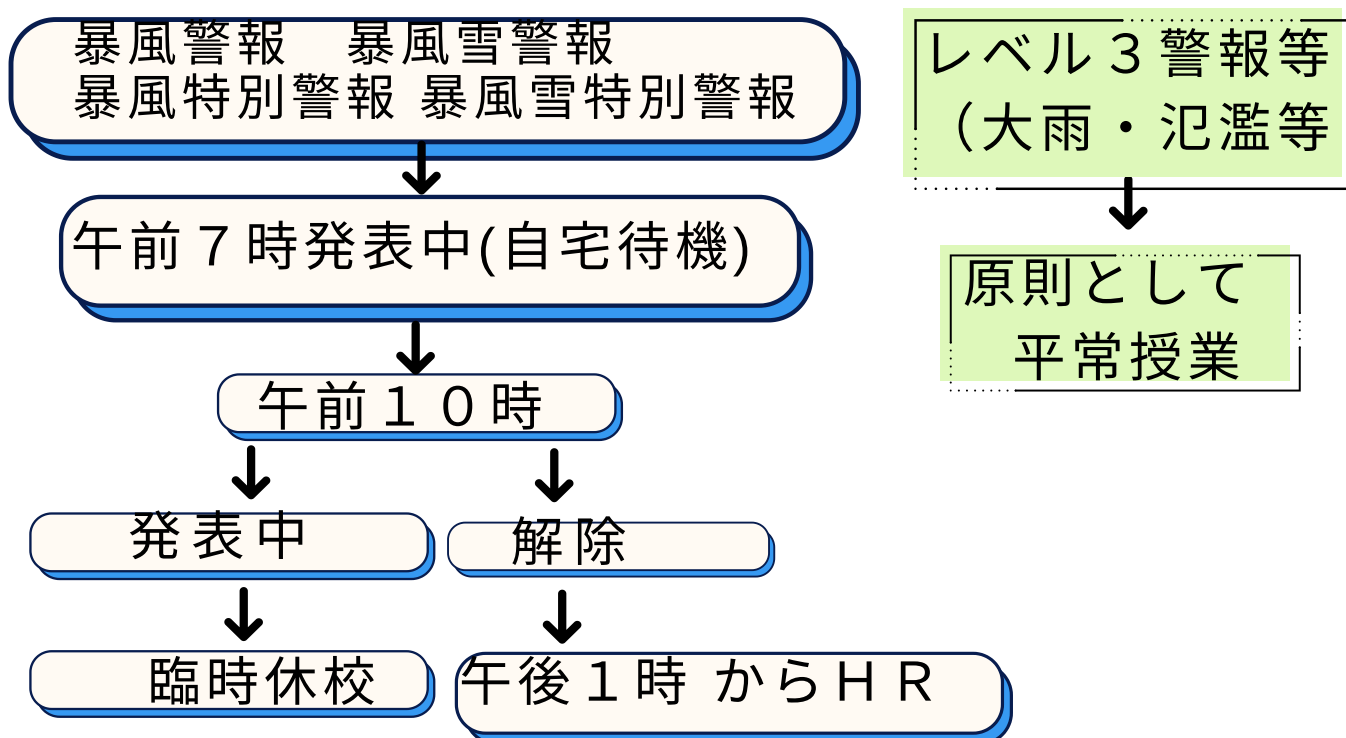 暴風警報　暴風雪警報
暴風特別警報 暴風雪特別警報
午前７時発表中(自宅待機)
午前１０時
発表中
解除
臨時休校
午後１時 からＨＲ
レベル３警報等
（大雨・氾濫等
原則として
平常授業